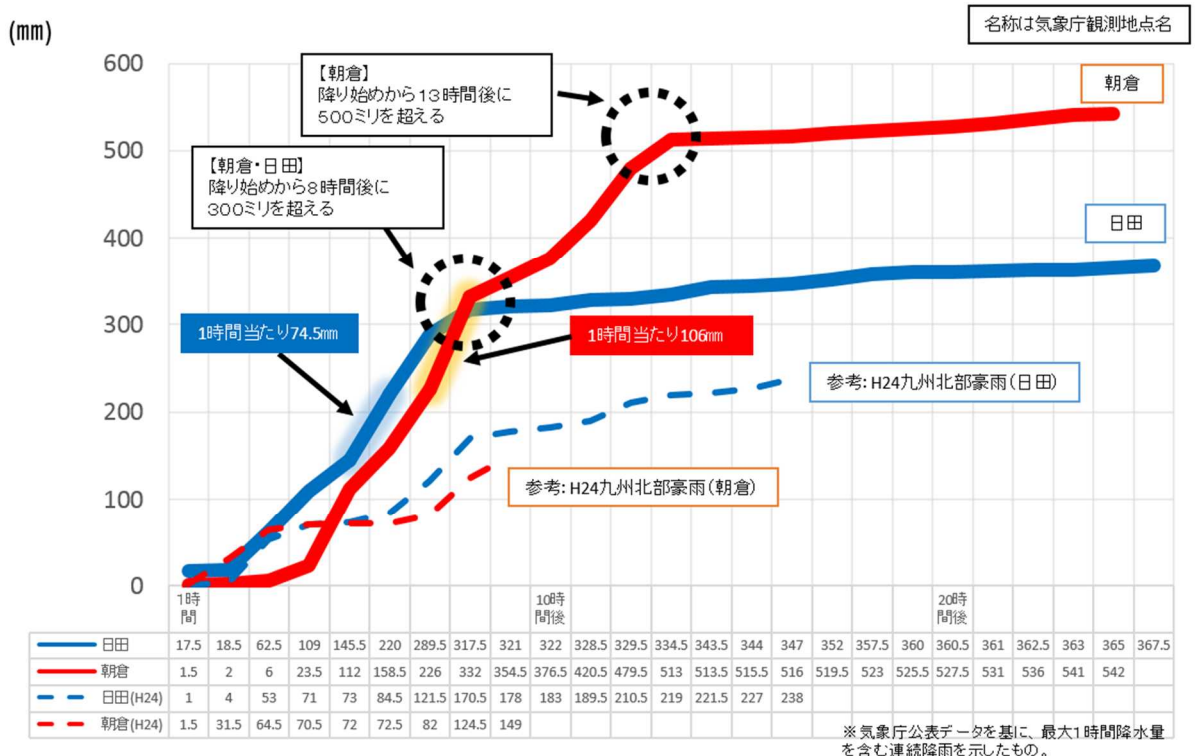 (mm)
名称は気象庁観測地点名
600
500
400
300
200
100
0
【朝倉】
降り始めから13時間後に
500ミリを超える
朝倉
【朝倉・日田】
降り始めから8時間後に
300ミリを超える
日田
1時間当たり74.5㎜
1時間当たり106㎜
参考：H24九州北部豪雨（日田）
参考：H24九州北部豪雨（朝倉）
1時
間
10時
間後
20時
間後
日田 17.5 18.5 62.5 109 145.5 220 289.5 317.5 321 322 328.5 329.5 334.5 343.5 344 347 352 357.5 360 360.5 361 362.5 363 365 367.5
朝倉 1.5 2 6 23.5 112 158.5 226 332 354.5 376.5 420.5 479.5 513 513.5 515.5 516 519.5 523 525.5 527.5 531 536 541 542
日田(H24) 1 4 53 71 73 84.5 121.5 170.5 178 183 189.5 210.5 219 221.5 227 238
朝倉(H24) 1.5 31.5 64.5 70.5 72 72.5 82 124.5 149
※気象庁公表データを基に、最大1時間降水量
を含む連続降雨を示したもの。